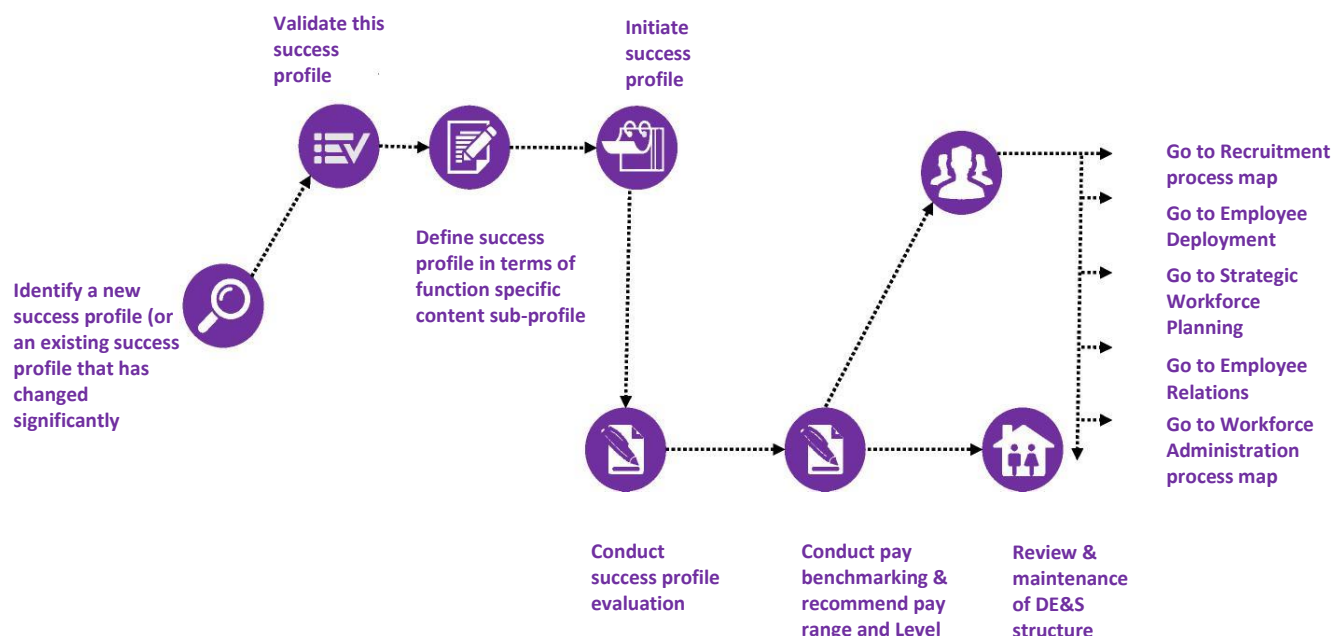 Validate this
success
profile
Initiate
success
profile
Go to Recruitment
process map
Go to Employee
Deployment
Define success
profile in terms of
function specific
content sub-profile
Go to Strategic
Workforce
Planning
Identify a new
success profile (or
an existing success
profile that has
changed
significantly
Go to Employee
Relations
Go to Workforce
Administration
process map
Conduct
success profile
evaluation
Conduct pay
benchmarking &
recommend pay
range and Level
Review &
maintenance
of DE&S
structure